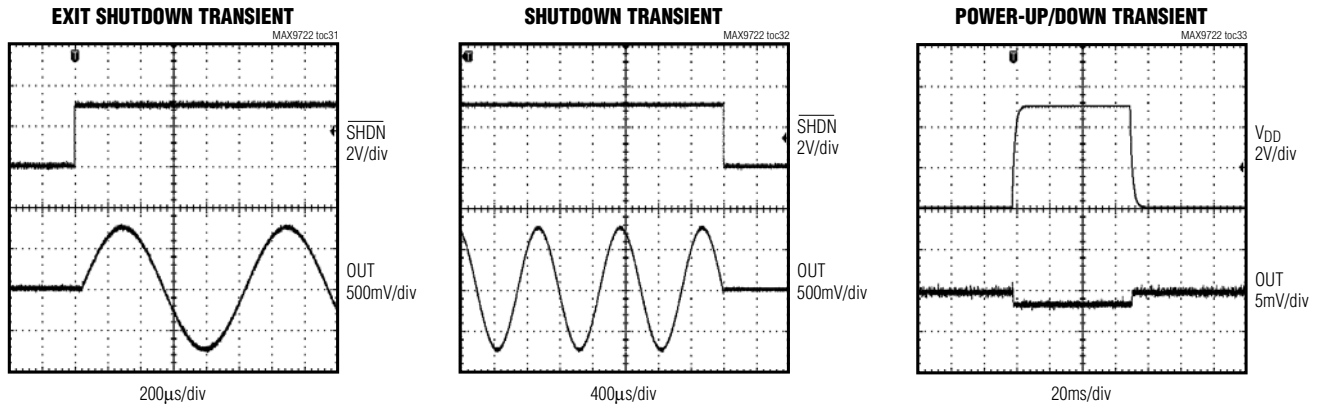 EXIT SHUTDOWN TRANSIENT
MAX9722 toc31
SHDN
2V/div
OUT
500mV/div
200μs/div
SHUTDOWN TRANSIENT
MAX9722 toc32
SHDN
2V/div
OUT
500mV/div
400μs/div
POWER-UP/DOWN TRANSIENT
MAX9722 toc33
VDD
2V/div
OUT
5mV/div
20ms/div